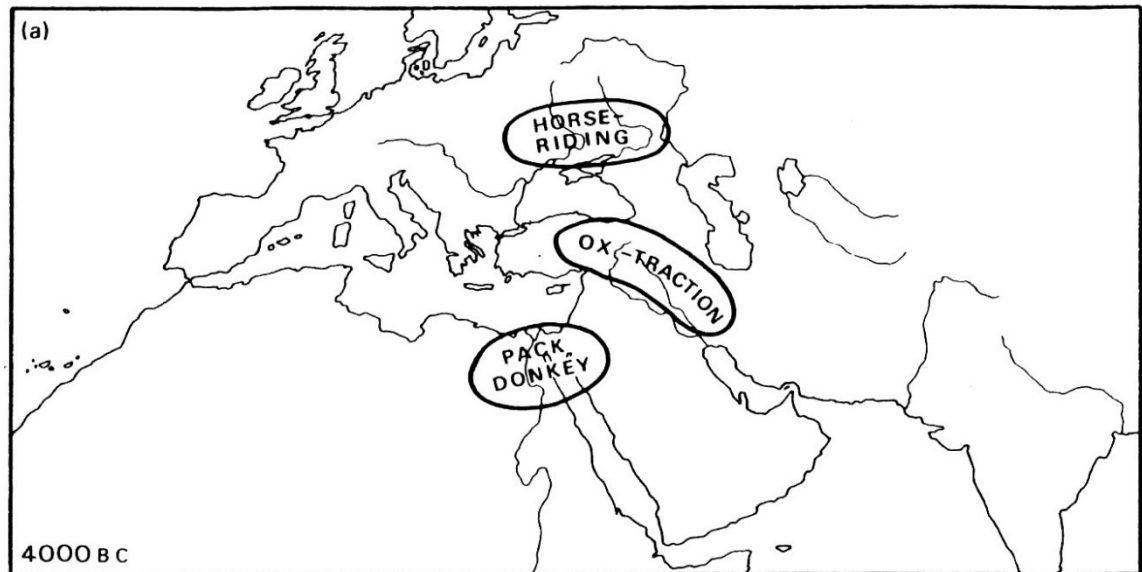 (a)
HORSE-
RIDING
OX-TRACTION
PACK
DONKEY
4000 BC